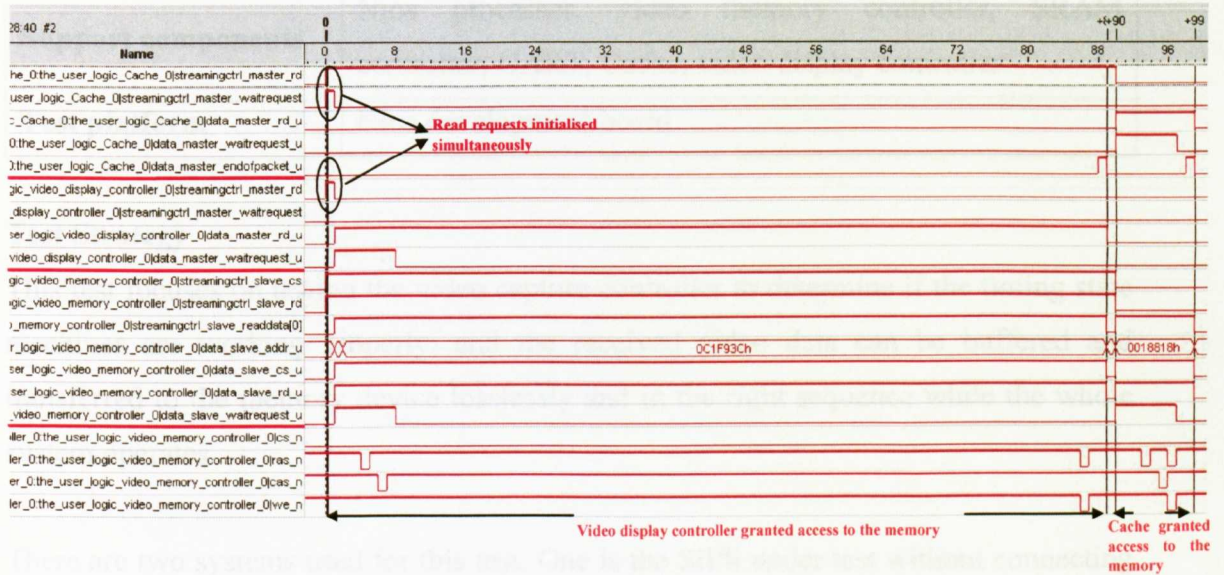 28:40 #2
0 +90 +99
Name
0 8 16 24 32 40 48 56 64 72 80 88 96
he_0:the_user_logic_Cache_0|streamingctrl_master_rd
user_logic_Cache_0|streamingctrl_master_waitrequest
_Cache_0:the_user_logic_Cache_0|data_master_rd_u
0:the_user_logic_Cache_0|data_master_waitrequest_u
:the_user_logic_Cache_0|data_master_endofpacket_u
gic_video_display_controller_0|streamingctrl_master_rd
_display_controller_0|streamingctrl_master_waitrequest
ser_logic_video_display_controller_0|data_master_rd_u
video_display_controller_0|data_master_waitrequest_u
gic_video_memory_controller_0|streamingctrl_slave_cs
gic_video_memory_controller_0|streamingctrl_slave_rd
_memory_controller_0|streamingctrl_slave_readdata[0]
r_logic_video_memory_controller_0|data_slave_addr_u
ser_logic_video_memory_controller_0|data_slave_cs_u
ser_logic_video_memory_controller_0|data_slave_rd_u
_video_memory_controller_0|data_slave_waitrequest_u
ller_0:the_user_logic_video_memory_controller_0|cs_n
ler_0:the_user_logic_video_memory_controller_0|ras_n
er_0:the_user_logic_video_memory_controller_0|cas_n
ler_0:the_user_logic_video_memory_controller_0|we_n
Read requests initialised
simultaneously
0C1F93Ch
0018818h
Video display controller granted access to the memory
Cache granted
access to the
memory
There are two systems used for this test. One is the